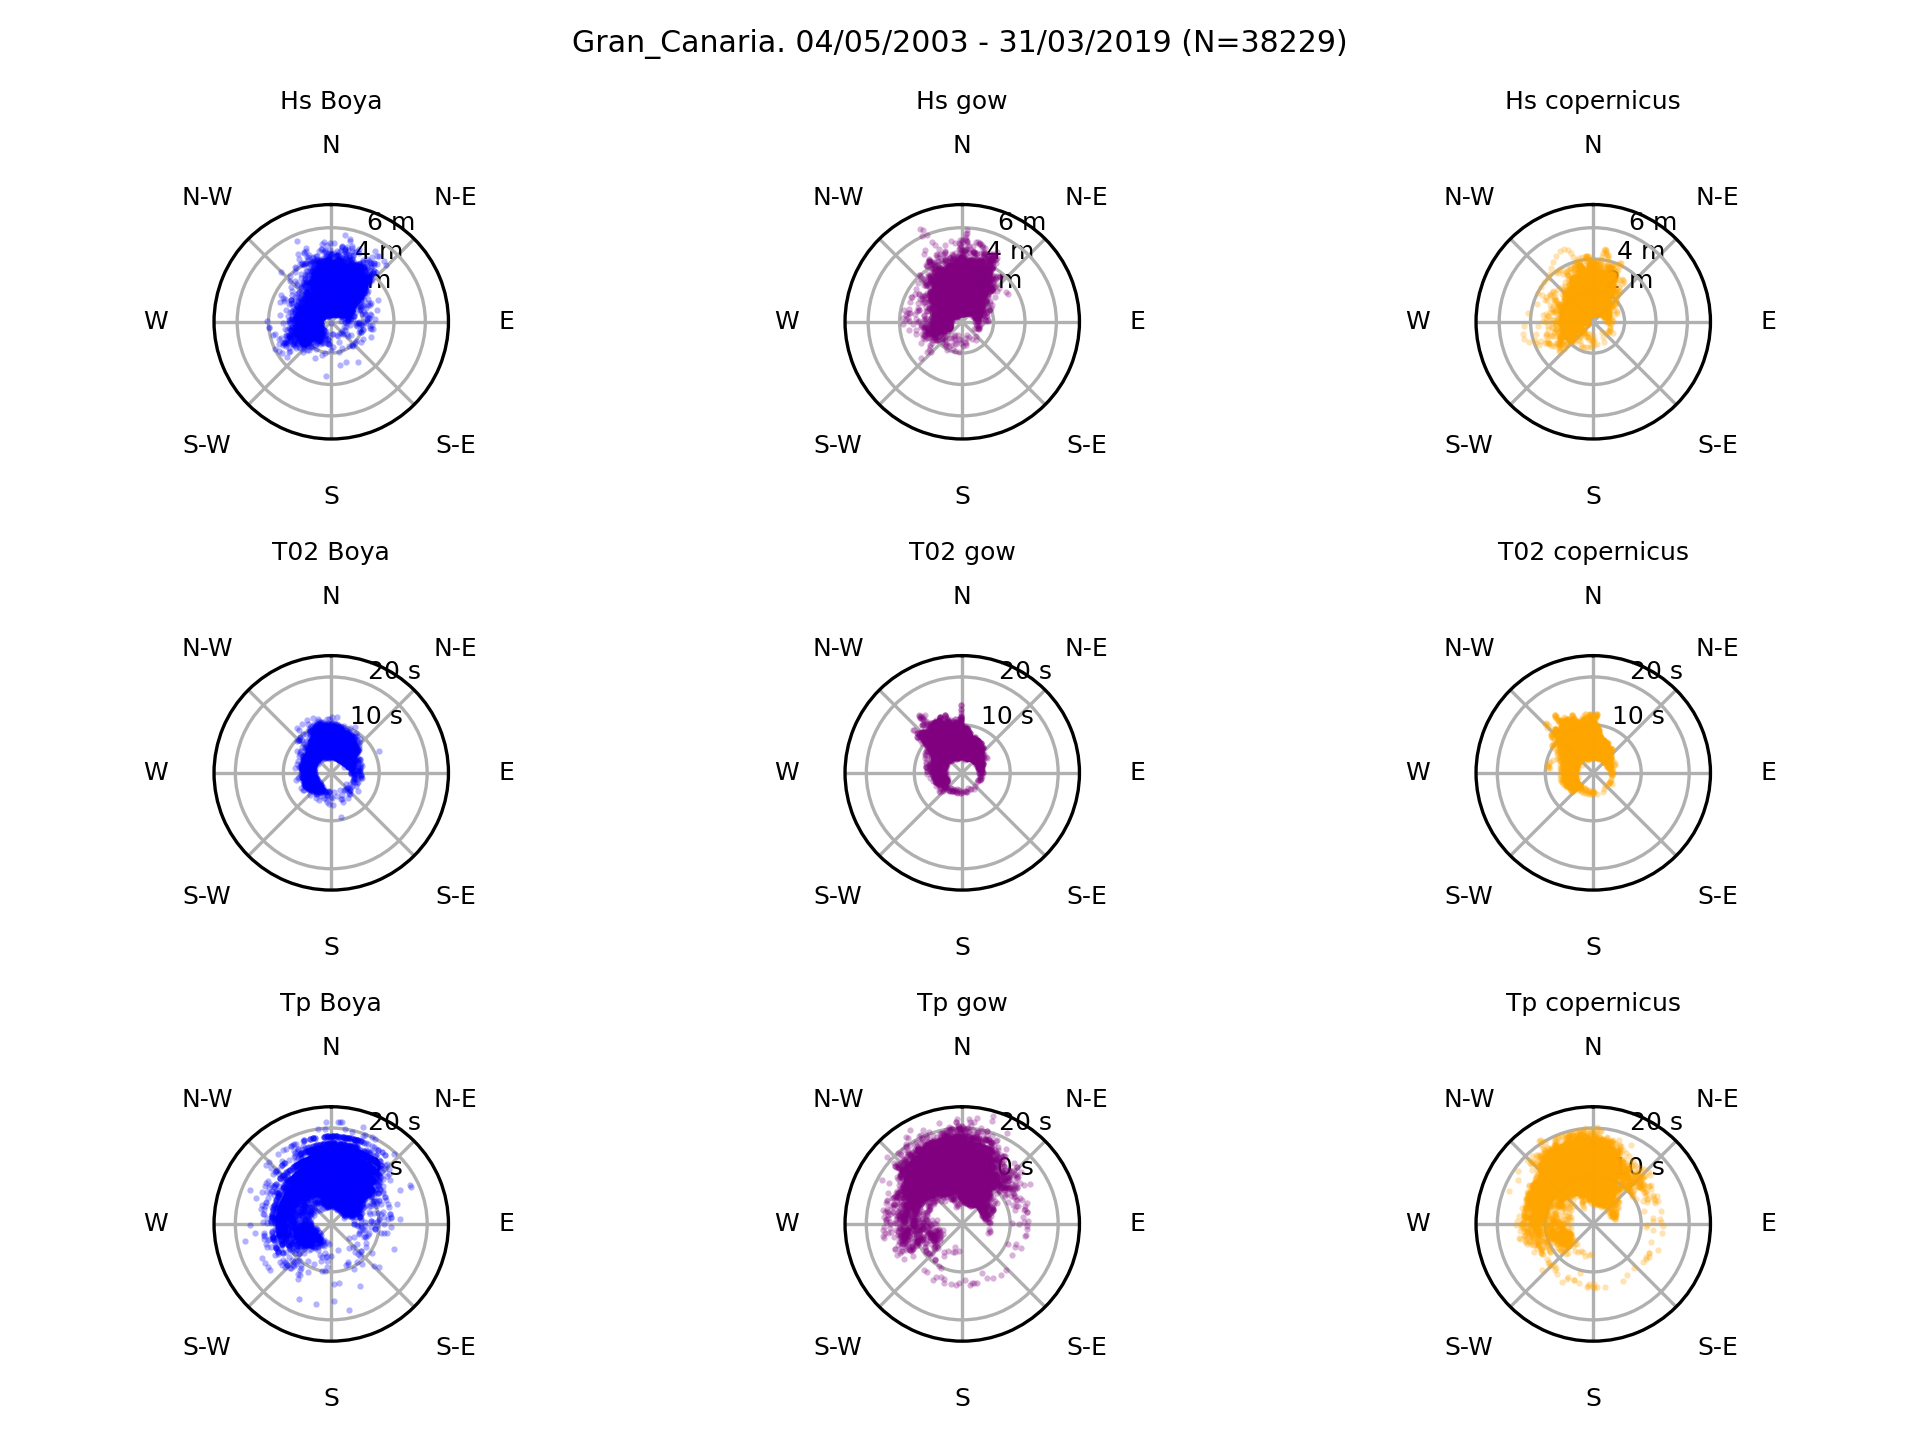 Gran_Canaria. 04/05/2003 - 31/03/2019 (N=38229)
Hs Boya Hs gow Hs copernicus
N N N
N-W N-E N-W N-E N-W N-E
6 m 6 m 6 m
4 m 4 m 4 m
m m m
W E W E W E
S-W S-E S-W S-E S-W S-E
S S S
T02 Boya T02 gow T02 copernicus
N N N
N-W N-E N-W N-E N-W N-E
20 s 20 s 20 s
10 s 10 s 10 s
W E W E W E
S-W S-E S-W S-E S-W S-E
S S S
Tp Boya Tp gow Tp copernicus
N N N
N-W N-E N-W N-E N-W N-E
20 s 20 s 20 s
s 0 s 0 s
W E W E W E
S-W S-E S-W S-E S-W S-E
S S S